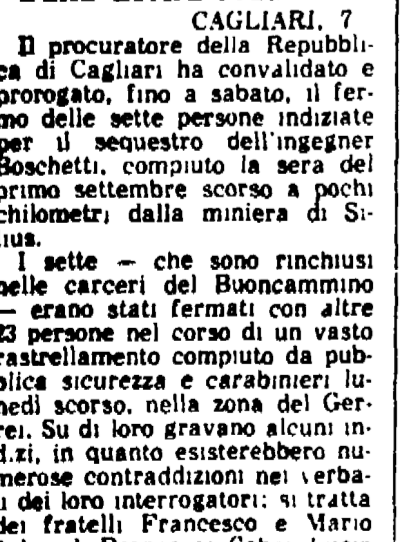 CAGLIARI, 7
Il procuratore della Repubbli-
ca di Cagliari ha convalidato e
prorogato, fino a sabato, il fer-
mo delle sette persone indiziate
per il sequestro dell'ingegner
Boschetti, compiuto la sera del
primo settembre scorso a pochi
chilometri dalla miniera di Si-
lius.
I sette — che sono rinchiusi
nelle carceri del Buoncammino
— erano stati fermati con altre
23 persone nel corso di un vasto
rastrellamento compiuto da pub-
blica sicurezza e carabinieri lu-
nedì scorso, nella zona del Ger-
rei. Su di loro gravano alcuni in-
dizi, in quanto esisterebbero nu-
merose contraddizioni nei verba-
li dei loro interrogatori: si tratta
dei fratelli Francesco e Mario